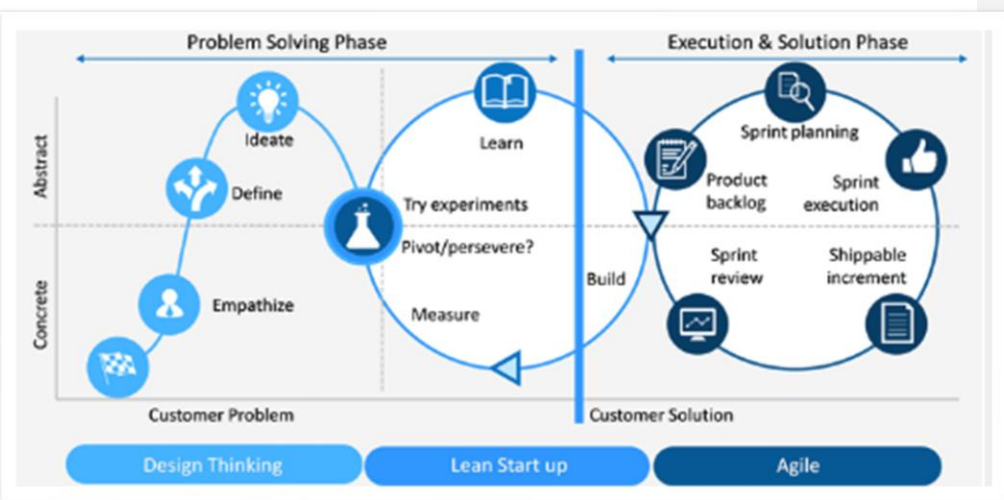 Problem Solving Phase
Execution & Solution Phase
Abstract
Concrete
Ideate
Define
Empathize
Learn
Try experiments
Pivot/persevere?
Measure
Build
Sprint planning
Product
backlog
Sprint
execution
Sprint
review
Shippable
increment
Customer Problem
Customer Solution
Design Thinking
Lean Start up
Agile